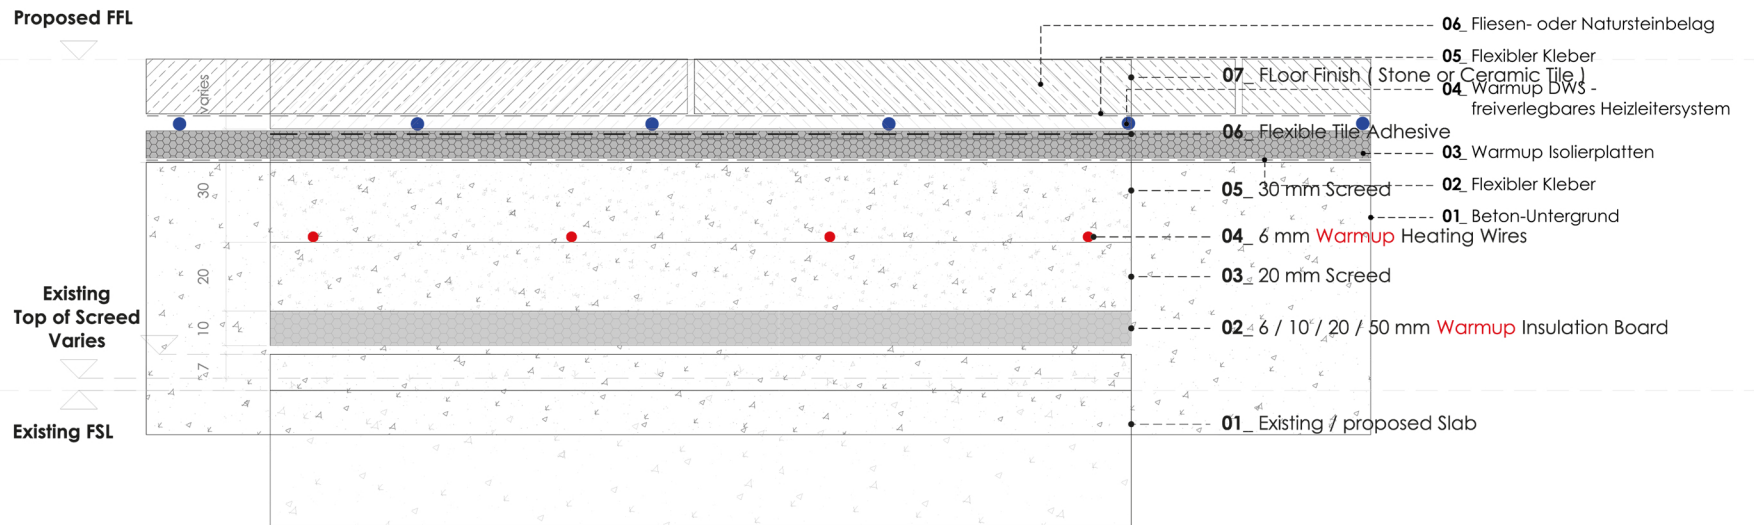 Proposed FFL
06_ Fliesen- oder Natursteinbelag
05_ Flexibler Kleber
07_ FLoor Finish ( Stone or Ceramic Tile )
04_ Warmup DWS -
freiverlegbares Heizleitersystem
varies
06_ Flexible Tile Adhesive
03_ Warmup Isolierplatten
30
05_ 30 mm Screed
02_ Flexibler Kleber
01_ Beton-Untergrund
04_ 6 mm Warmup Heating Wires
20
03_ 20 mm Screed
Existing
Top of Screed
Varies
10
02_ 6 / 10 / 20 / 50 mm Warmup Insulation Board
7
Existing FSL
01_ Existing / proposed Slab